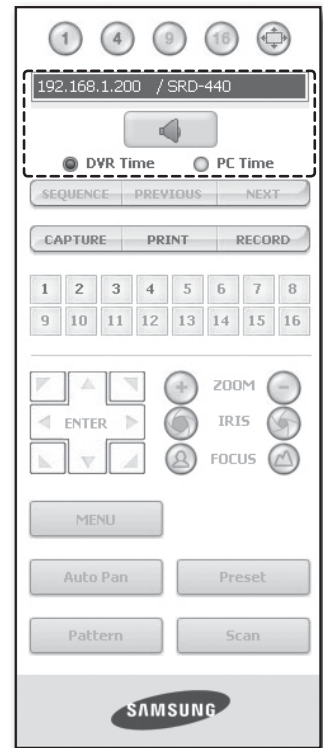 1 4 9 16
192.168.1.200 / SRD-440
DVR Time PC Time
SEQUENCE PREVIOUS NEXT
CAPTURE PRINT RECORD
1 2 3 4 5 6 7 8
9 10 11 12 13 14 15 16
ZOOM
ENTER IRIS
FOCUS
MENU
Auto Pan Preset
Pattern Scan
SAMSUNG